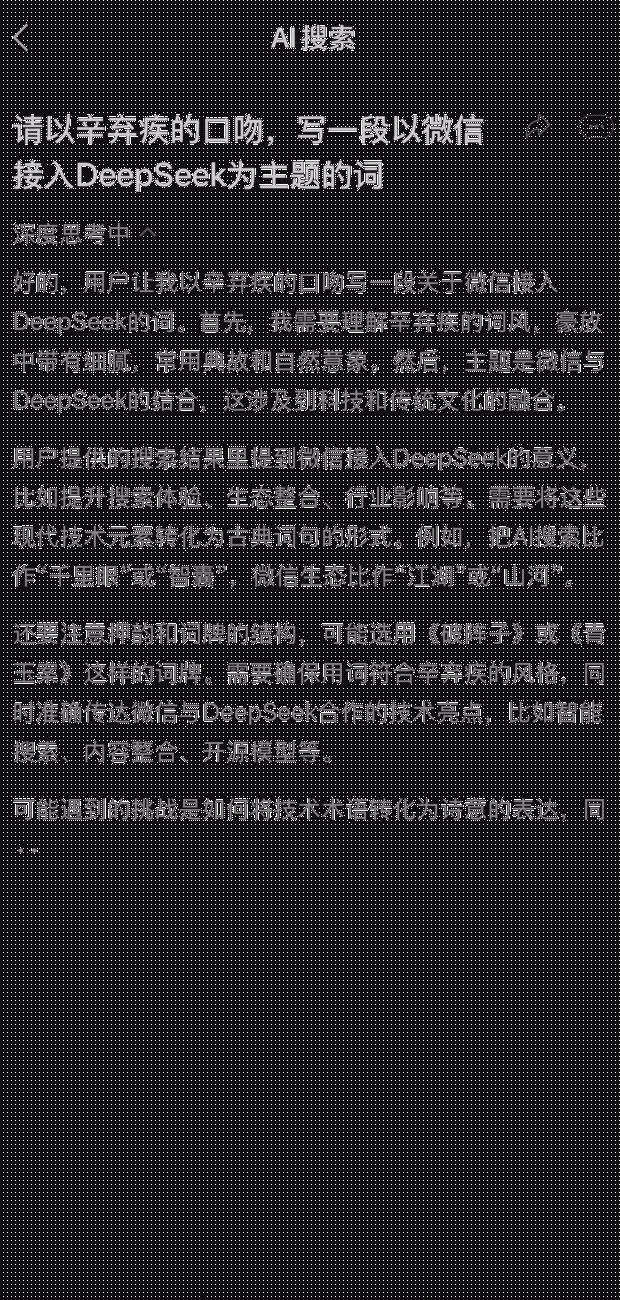 AI 搜索
请以辛弃疾的口吻，写一段以微信
接入DeepSeek为主题的词
深度思考中
好的，用户让我以辛弃疾的口吻写一段关于微信接入
DeepSeek的词。首先，我需要理解辛弃疾的词风，豪放
中带有细腻，常用典故和自然意象。然后，主题是微信与
DeepSeek的结合，这涉及到科技和传统文化的融合。
用户提供的搜索结果里提到微信接入DeepSeek的意义，
比如提升搜索体验、生态整合、行业影响等。需要将这些
现代技术元素转化为古典词句的形式。例如，把AI搜索比
作“千里眼”或“智囊”，微信生态比作“江湖”或“山河”。
还要注意押韵和词牌的结构，可能选用《破阵子》或《青
玉案》这样的词牌。需要确保用词符合辛弃疾的风格，同
时准确传达微信与DeepSeek合作的技术亮点，比如智能
搜索、内容整合、开源模型等。
可能遇到的挑战是如何将技术术语转化为诗意的表达，同